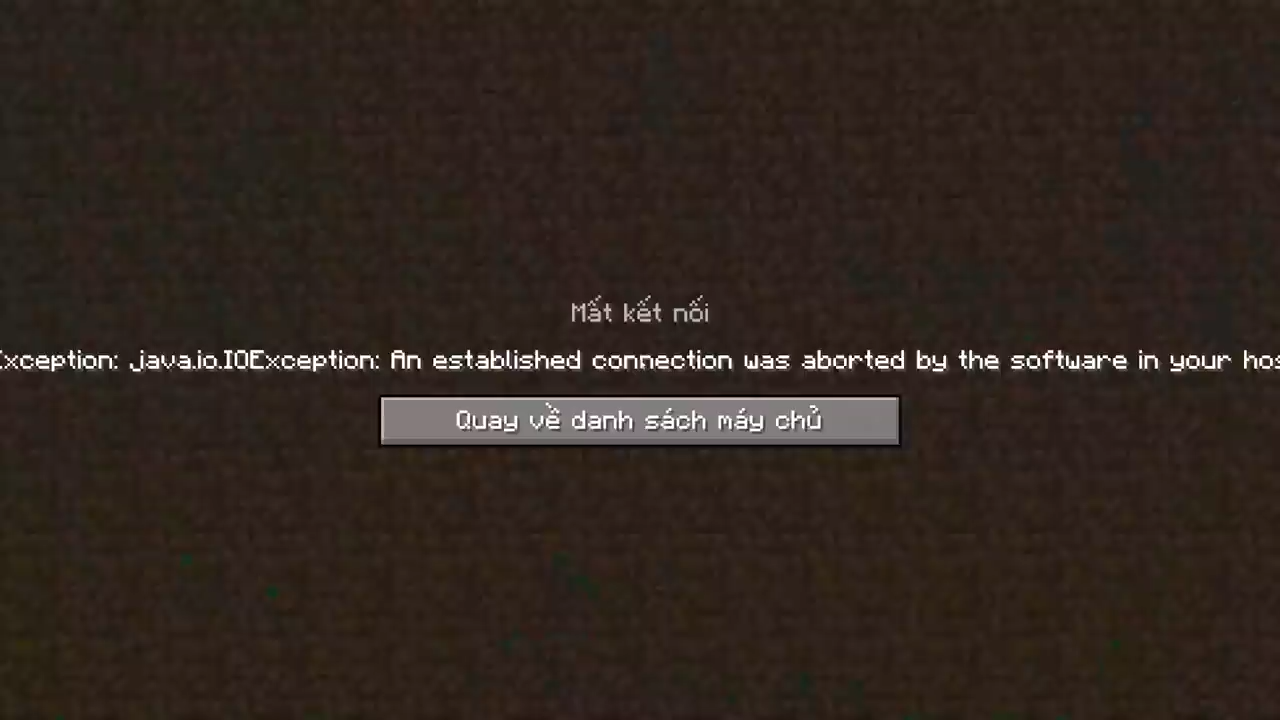 Mất kết nối
Exception: java.io.IOException: An established connection was aborted by the software in your
Quay về danh sách máy chủ